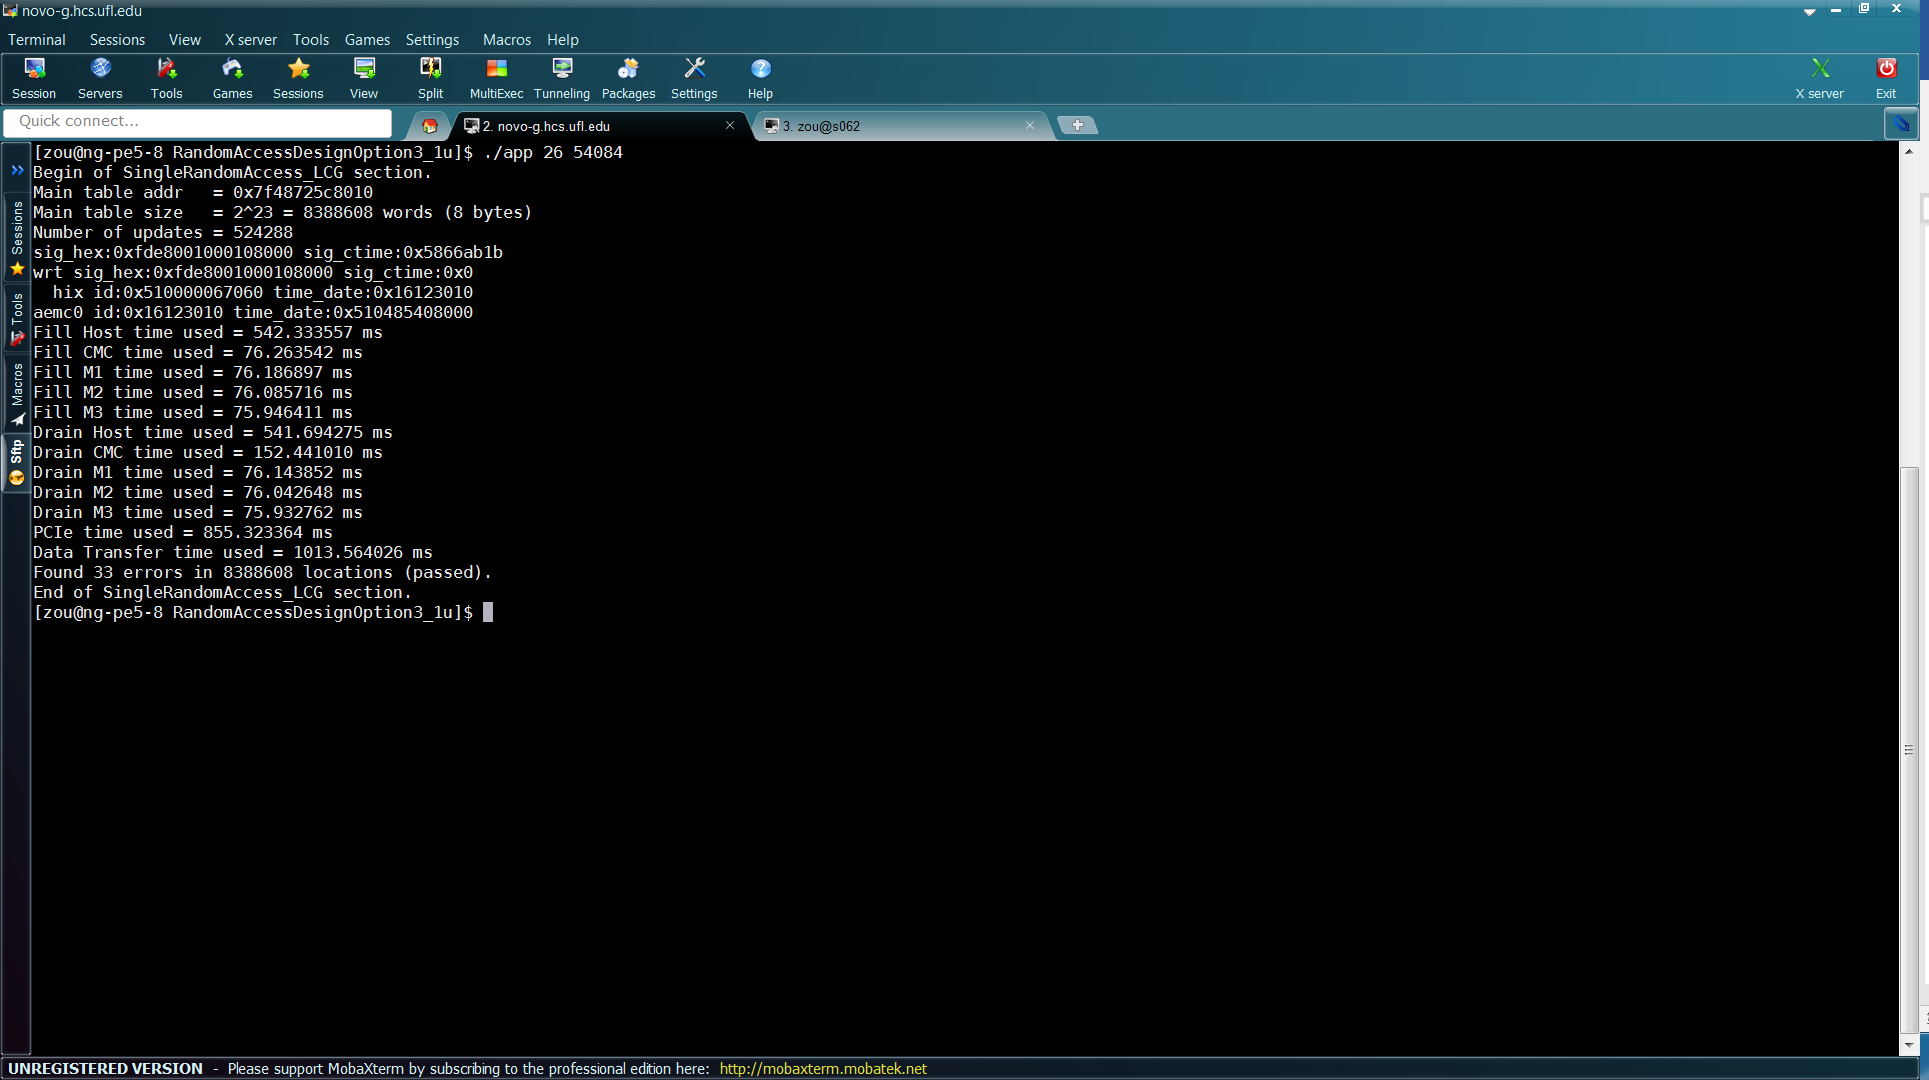 novo-g.hcs.ufl.edu
Terminal Sessions View X server Tools Games Settings Macros Help
Session Servers Tools Games Sessions View Split MultiExec Tunneling Packages Settings Help X server Exit
Quick connect...
2. novo-g.hcs.ufl.edu
3. zou@s062
Sessions
Tools
Macros
Sftp
[zou@ng-pe5-8 RandomAccessDesignOption3_1u]$ ./app 26 54084
Begin of SingleRandomAccess_LCG section.
Main table addr   = 0x7f48725c8010
Main table size   = 2^23 = 8388608 words (8 bytes)
Number of updates = 524288
sig_hex:0xfde8001000108000 sig_ctime:0x5866ab1b
wrt sig_hex:0xfde8001000108000 sig_ctime:0x0
  hix id:0x510000067060 time_date:0x16123010
aemc0 id:0x16123010 time_date:0x510485408000
Fill Host time used = 542.333557 ms
Fill CMC time used = 76.263542 ms
Fill M1 time used = 76.186897 ms
Fill M2 time used = 76.085716 ms
Fill M3 time used = 75.946411 ms
Drain Host time used = 541.694275 ms
Drain CMC time used = 152.441010 ms
Drain M1 time used = 76.143852 ms
Drain M2 time used = 76.042648 ms
Drain M3 time used = 75.932762 ms
PCIe time used = 855.323364 ms
Data Transfer time used = 1013.564026 ms
Found 33 errors in 8388608 locations (passed).
End of SingleRandomAccess_LCG section.
[zou@ng-pe5-8 RandomAccessDesignOption3_1u]$
UNREGISTERED VERSION - Please support MobaXterm by subscribing to the professional edition here: http://mobaxterm.mobatek.net